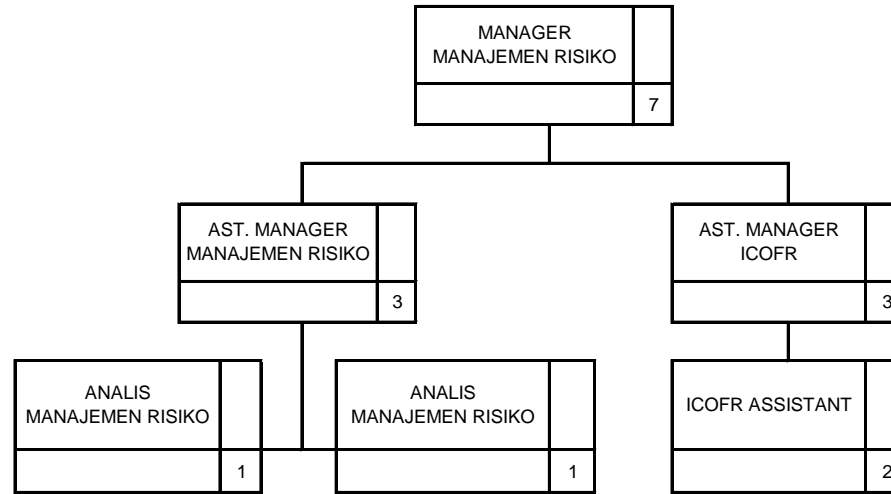 MANAGER
MANAJEMEN RISIKO
7
AST. MANAGER
MANAJEMEN RISIKO
3
AST. MANAGER
ICOFR
3
ANALIS
MANAJEMEN RISIKO
1
ANALIS
MANAJEMEN RISIKO
1
ICOFR ASSISTANT
2